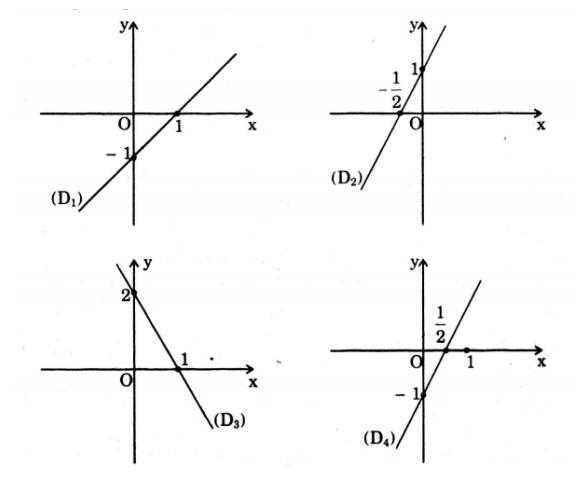 y
O
1
x
– 1
(D₁)
y
1
– 1/2
O
x
(D₂)
y
2
1
O
x
(D₃)
y
1/2
O
1
x
– 1
(D₄)